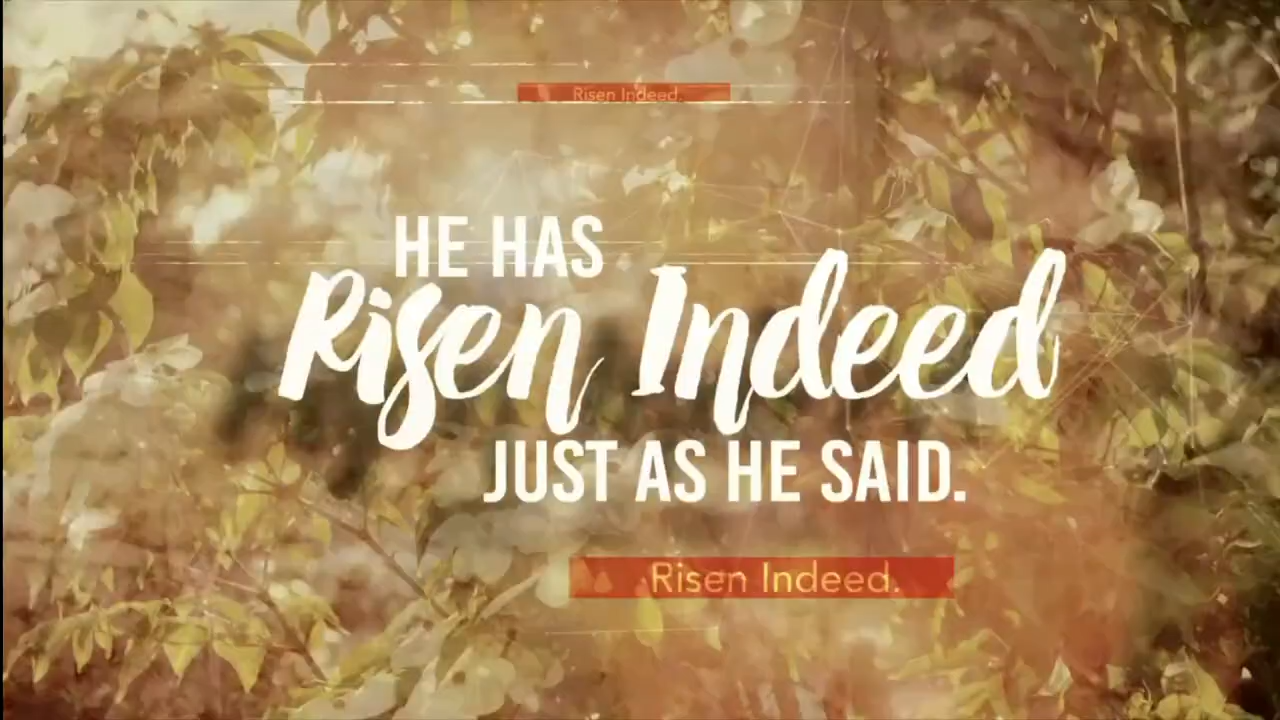 Risen Indeed.
HE HAS
Risen Indeed
JUST AS HE SAID.
Risen Indeed.